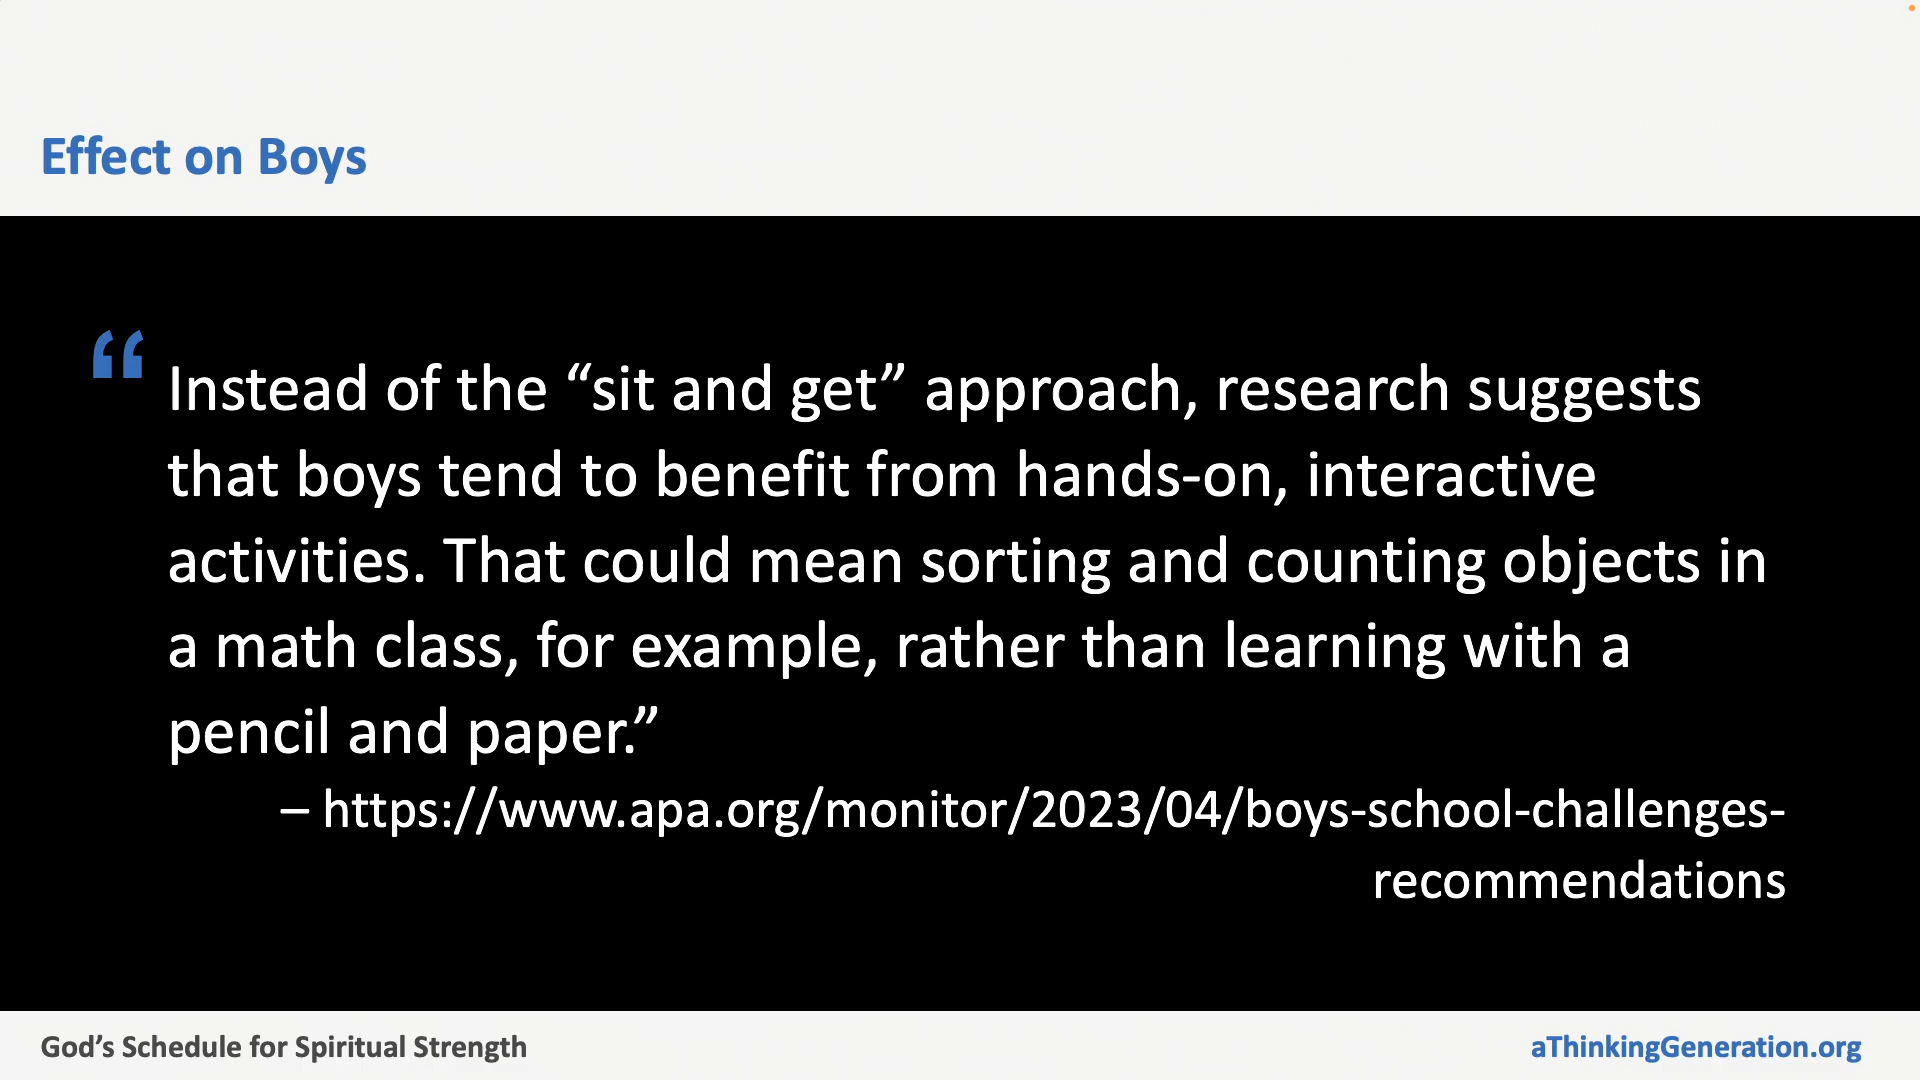 Effect on Boys
“
Instead of the “sit and get” approach, research suggests
that boys tend to benefit from hands-on, interactive
activities. That could mean sorting and counting objects in
a math class, for example, rather than learning with a
pencil and paper.”
– https://www.apa.org/monitor/2023/04/boys-school-challenges-
recommendations
God’s Schedule for Spiritual Strength
aThinkingGeneration.org